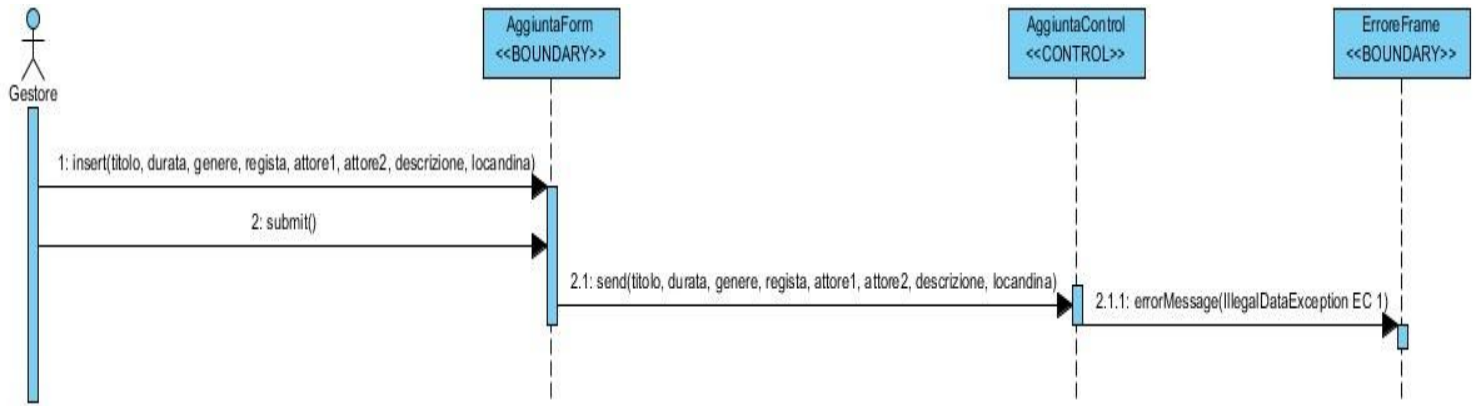 Gestore
AggiuntaForm
<<BOUNDARY>>
AggiuntaControl
<<CONTROL>>
ErroreFrame
<<BOUNDARY>>
1: insert(titolo, durata, genere, regista, attore1, attore2, descrizione, locandina)
2: submit()
2.1: send(titolo, durata, genere, regista, attore1, attore2, descrizione, locandina)
2.1.1: errorMessage(IllegalDataException EC 1)